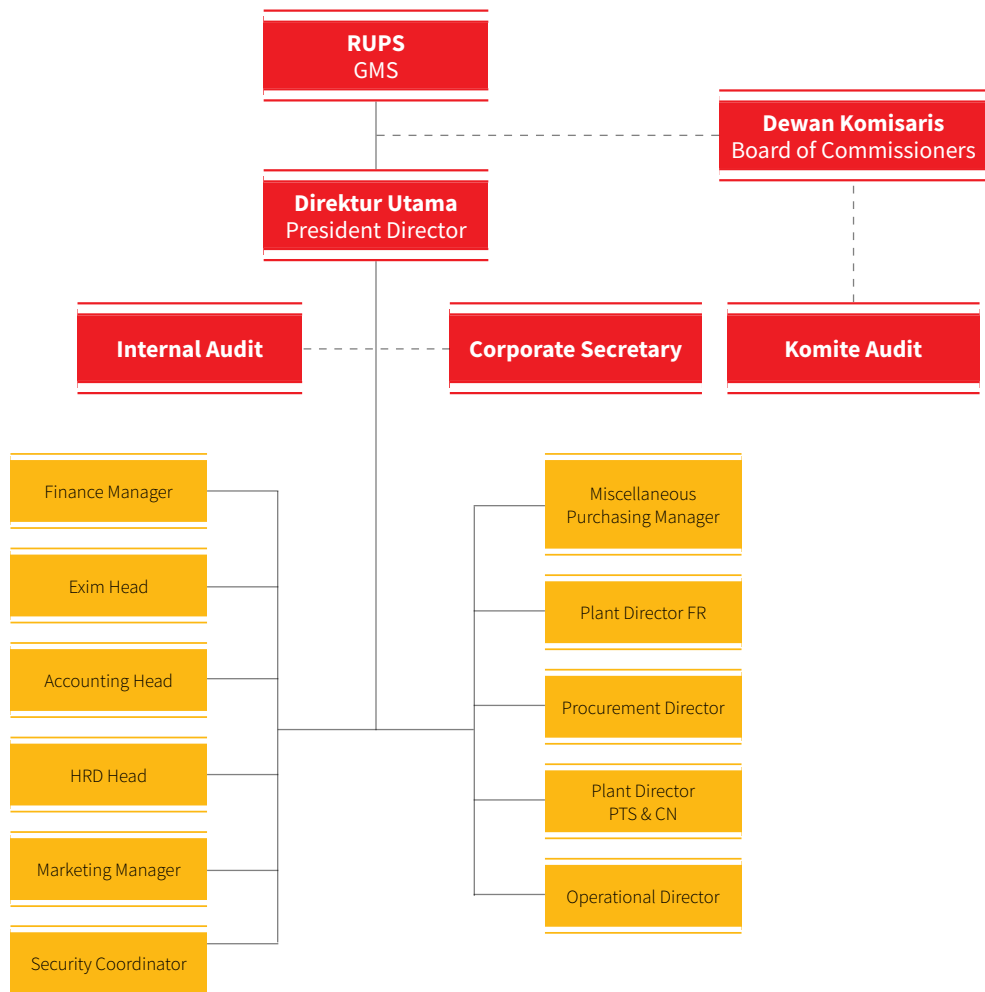 RUPS
GMS
Dewan Komisaris
Board of Commissioners
Direktur Utama
President Director
Internal Audit
Corporate Secretary
Komite Audit
Finance Manager
Exim Head
Accounting Head
HRD Head
Marketing Manager
Security Coordinator
Miscellaneous
Purchasing Manager
Plant Director FR
Procurement Director
Plant Director
PTS & CN
Operational Director